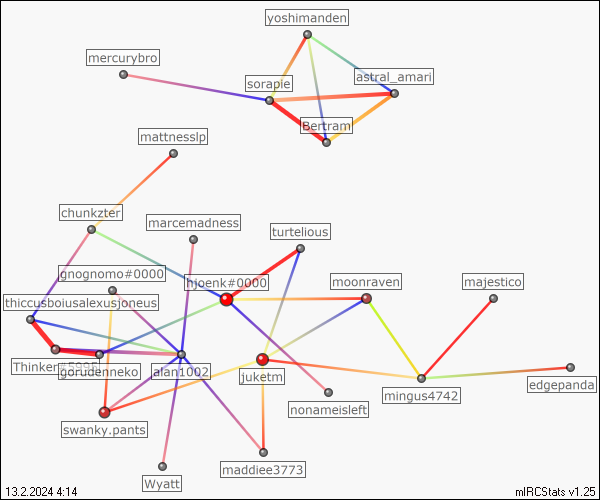 yoshimanden
mercurybro
sorapie
astral_amari
Bertram
mattnesslp
chunkzter
marcemadness
turtelious
gnognomo#0000
hjoenk#0000
moonraven
majestico
thiccusboiusalexusjoneus
gorudenneko
alan1002
juketm
edgepanda
mingus4742
nonameisleft
swanky.pants
maddiee3773
Wyatt
13.2.2024 4:14
mIRCStats v1.25